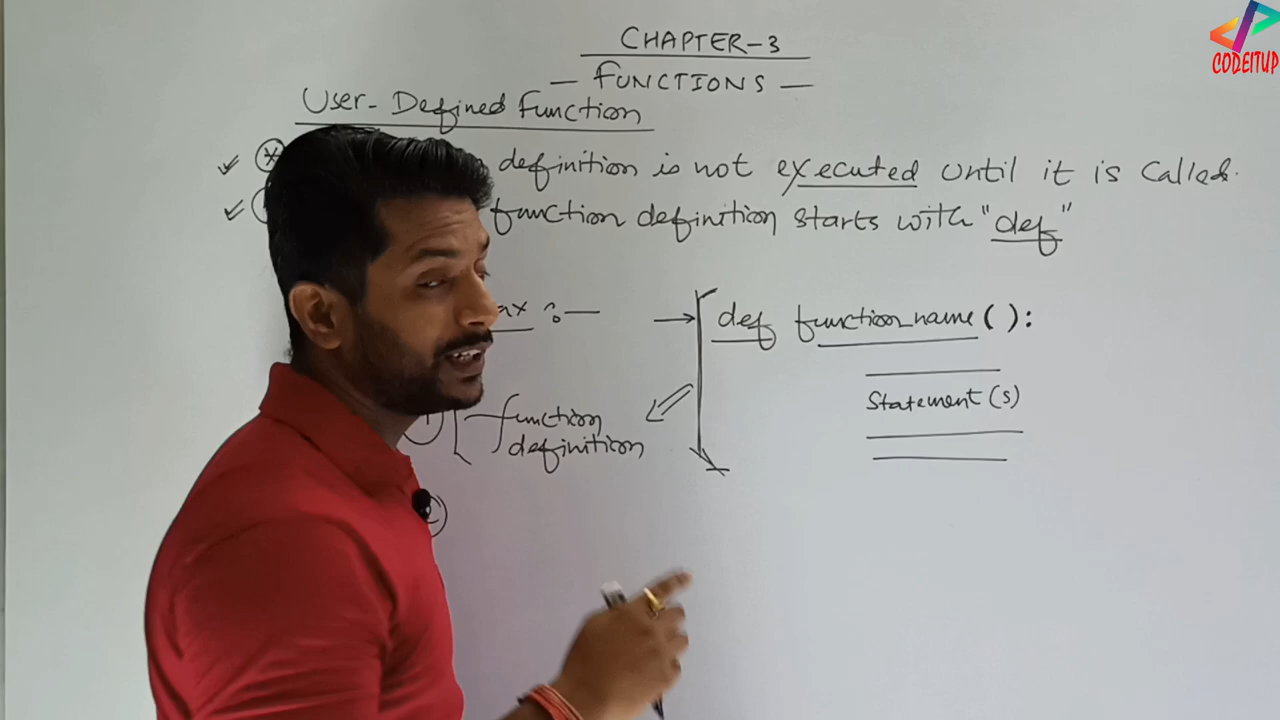 CHAPTER-3
- FUNCTIONS -
User-Defined Function
definition is not executed until it is called.
function definition starts with "def"
def function_name():
Statement(s)
function
definition
CODEITUP